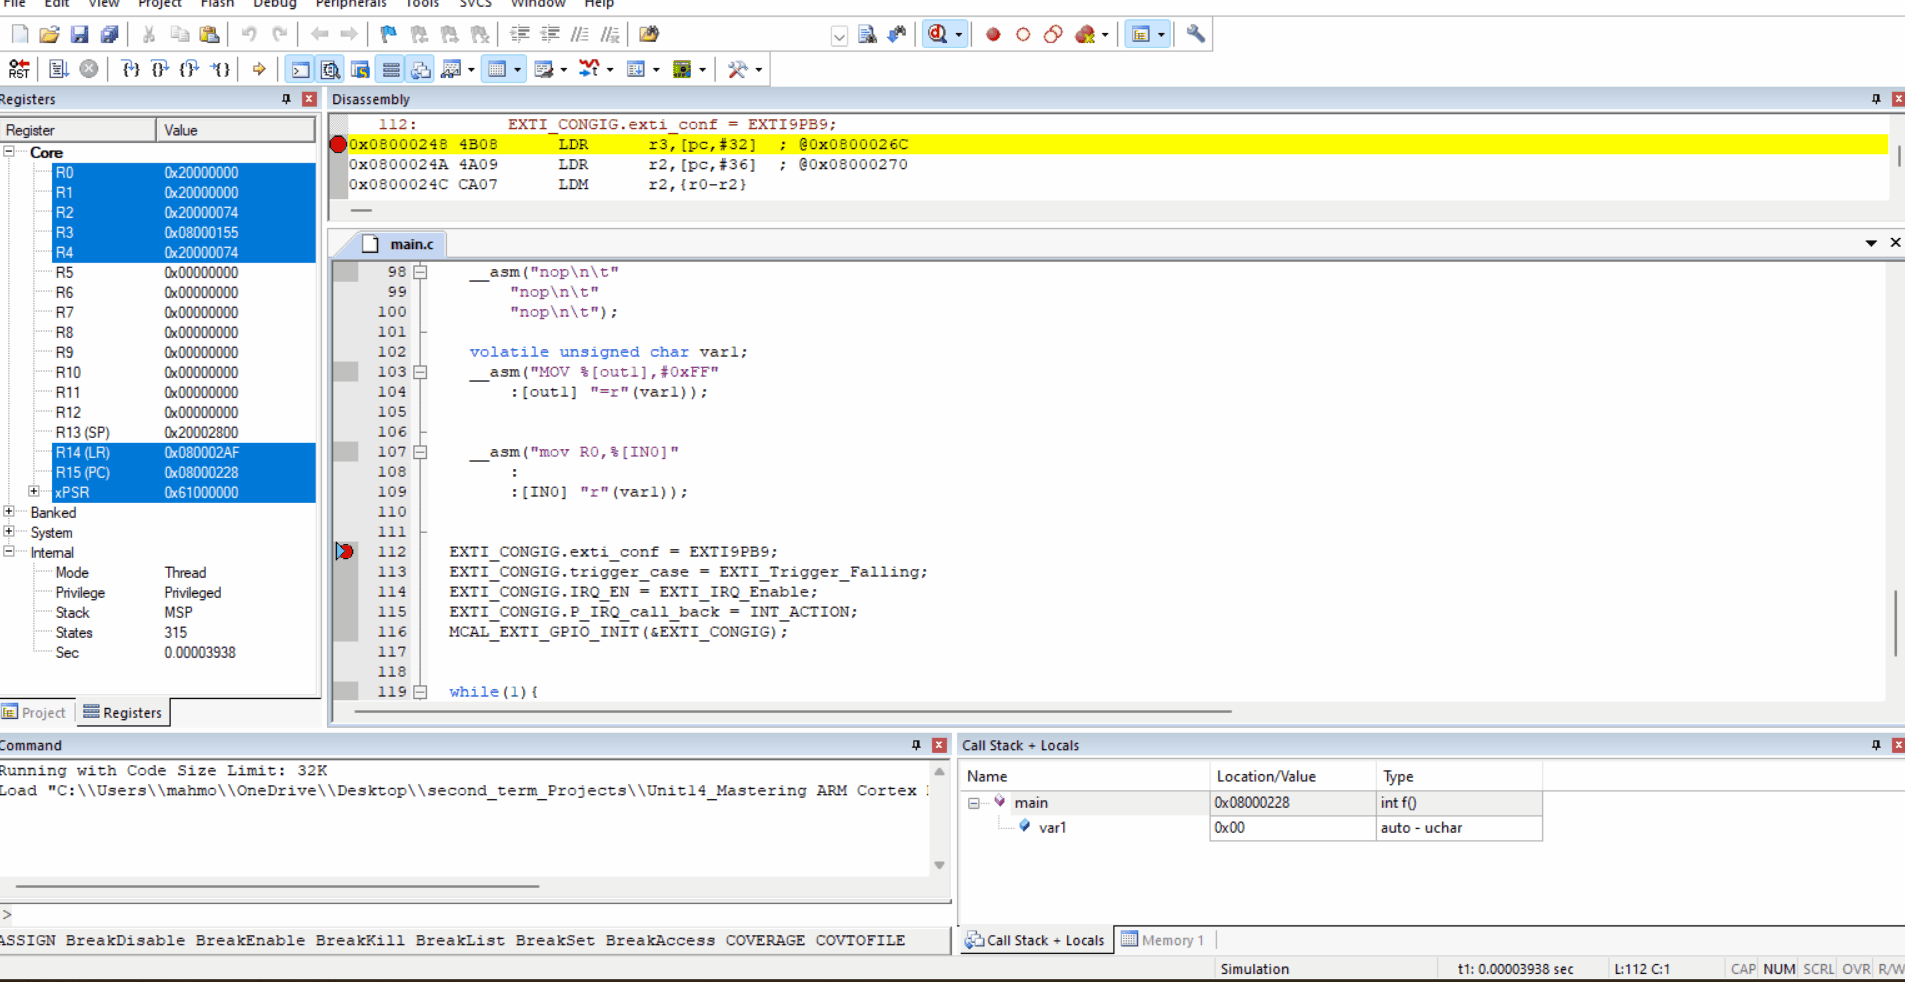 File Edit View Project Flash Debug Peripherals Tools SVCS Window Help
RST
Registers
Register Value
Core
R0 0x20000000
R1 0x20000000
R2 0x20000074
R3 0x08000155
R4 0x20000074
R5 0x00000000
R6 0x00000000
R7 0x00000000
R8 0x00000000
R9 0x00000000
R10 0x00000000
R11 0x00000000
R12 0x00000000
R13 (SP) 0x20002800
R14 (LR) 0x080002AF
R15 (PC) 0x08000228
xPSR 0x61000000
Banked
System
Internal
Mode Thread
Privilege Privileged
Stack MSP
States 315
Sec 0.00003938
Project Registers
Disassembly
112: EXTI_CONGIG.exti_conf = EXTI9PB9;
0x08000248 4B08 LDR r3,[pc,#32] ; @0x0800026C
0x0800024A 4A09 LDR r2,[pc,#36] ; @0x08000270
0x0800024C CA07 LDM r2,{r0-r2}
main.c
98 __asm("nop\n\t"
99 "nop\n\t"
100 "nop\n\t");
101
102 volatile unsigned char var1;
103 __asm("MOV %[out1],#0xFF"
104 :[out1] "=r"(var1));
105
106
107 __asm("mov R0,%[IN0]"
108 :
109 :[IN0] "r"(var1));
110
111
112 EXTI_CONGIG.exti_conf = EXTI9PB9;
113 EXTI_CONGIG.trigger_case = EXTI_Trigger_Falling;
114 EXTI_CONGIG.IRQ_EN = EXTI_IRQ_Enable;
115 EXTI_CONGIG.P_IRQ_call_back = INT_ACTION;
116 MCAL_EXTI_GPIO_INIT(&EXTI_CONGIG);
117
118
119 while(1){
Command
Running with Code Size Limit: 32K
Load "C:\\Users\\mahmo\\OneDrive\\Desktop\\second_term_Projects\\Unit14_Mastering ARM Cortex
>
ASSIGN BreakDisable BreakEnable BreakKill BreakList BreakSet BreakAccess COVERAGE COVTOFILE
Call Stack + Locals
Name Location/Value Type
main 0x08000228 int f()
var1 0x00 auto - uchar
Call Stack + Locals Memory 1
Simulation t1: 0.00003938 sec L:112 C:1 CAP NUM SCRL OVR R/W